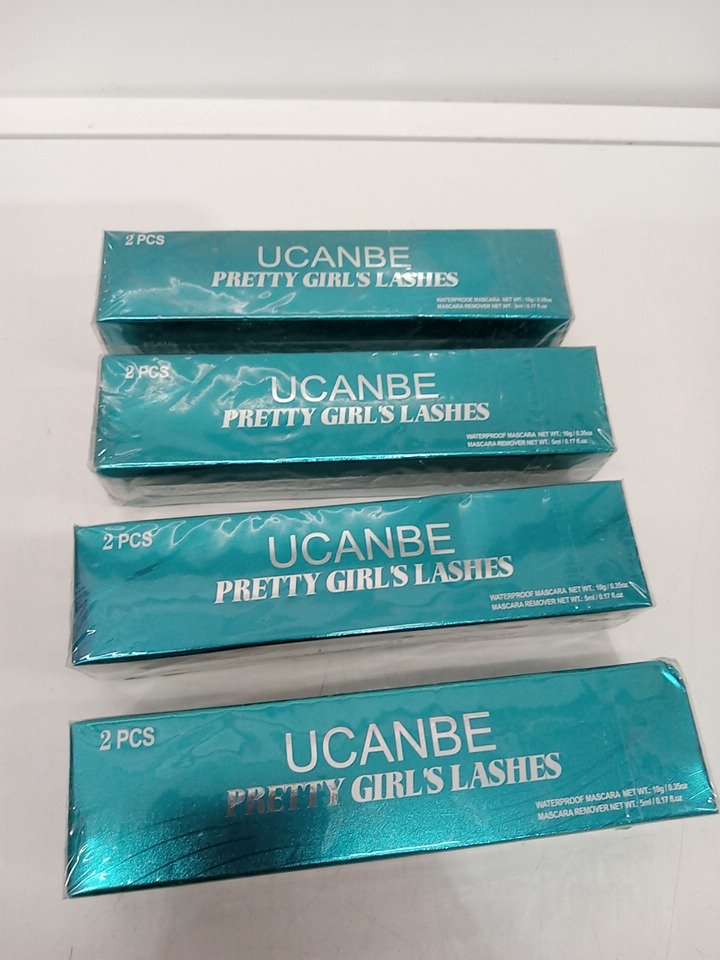 2 PCS
UCANBE
PRETTY GIRL'S LASHES
WATERPROOF MASCARA NET WT.: 10g / 0.35oz
MASCARA REMOVER NET WT.: 5ml / 0.17 fl.oz
2 PCS
UCANBE
PRETTY GIRL'S LASHES
WATERPROOF MASCARA NET WT.: 10g / 0.35oz
MASCARA REMOVER NET WT.: 5ml / 0.17 fl.oz
2 PCS
UCANBE
PRETTY GIRL'S LASHES
WATERPROOF MASCARA NET WT.: 10g / 0.35oz
MASCARA REMOVER NET WT.: 5ml / 0.17 fl.oz
2 PCS
UCANBE
PRETTY GIRL'S LASHES
WATERPROOF MASCARA NET WT.: 10g / 0.35oz
MASCARA REMOVER NET WT.: 5ml / 0.17 fl.oz